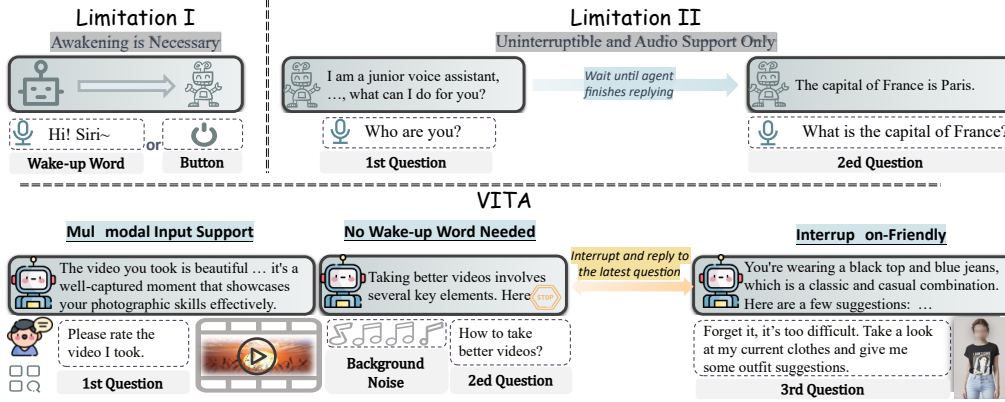 Limitation I
Awakening is Necessary
Hi! Siri~
or
Wake-up Word
Button
Limitation II
Uninterruptible and Audio Support Only
I am a junior voice assistant,
…, what can I do for you?
Wait until agent
finishes replying
The capital of France is Paris.
Who are you?
What is the capital of France?
1st Question
2ed Question
VITA
Mul modal Input Support
The video you took is beautiful … it's a
well-captured moment that showcases
your photographic skills effectively.
Please rate the
video I took.
1st Question
No Wake-up Word Needed
Taking better videos involves
several key elements. Here
STOP
How to take
better videos?
Background
Noise
2ed Question
Interrupt and reply to
the latest question
Interrup on-Friendly
You're wearing a black top and blue jeans,
which is a classic and casual combination.
Here are a few suggestions: …
Forget it, it's too difficult. Take a look
at my current clothes and give me
some outfit suggestions.
3rd Question